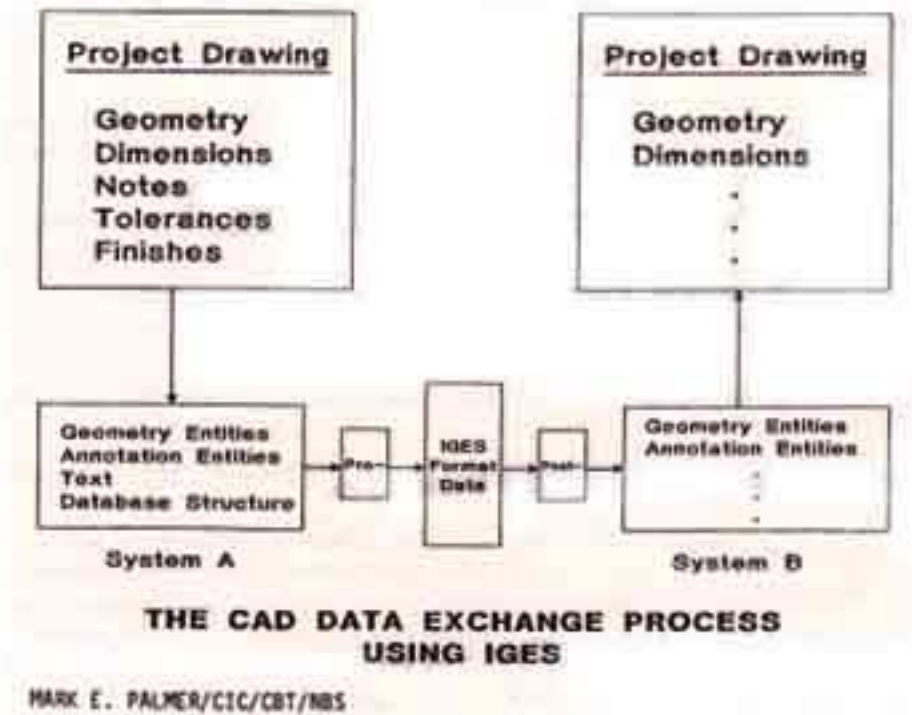 Project Drawing
Geometry
Dimensions
Notes
Tolerances
Finishes
Project Drawing
Geometry
Dimensions
.
.
.
Geometry Entities
Annotation Entities
Text
Database Structure
System A
Pre-
IGES
Format
Data
Post-
Geometry Entities
Annotation Entities
.
.
.
System B
THE CAD DATA EXCHANGE PROCESS
USING IGES
MARK E. PALMER/CIC/CBT/NBS